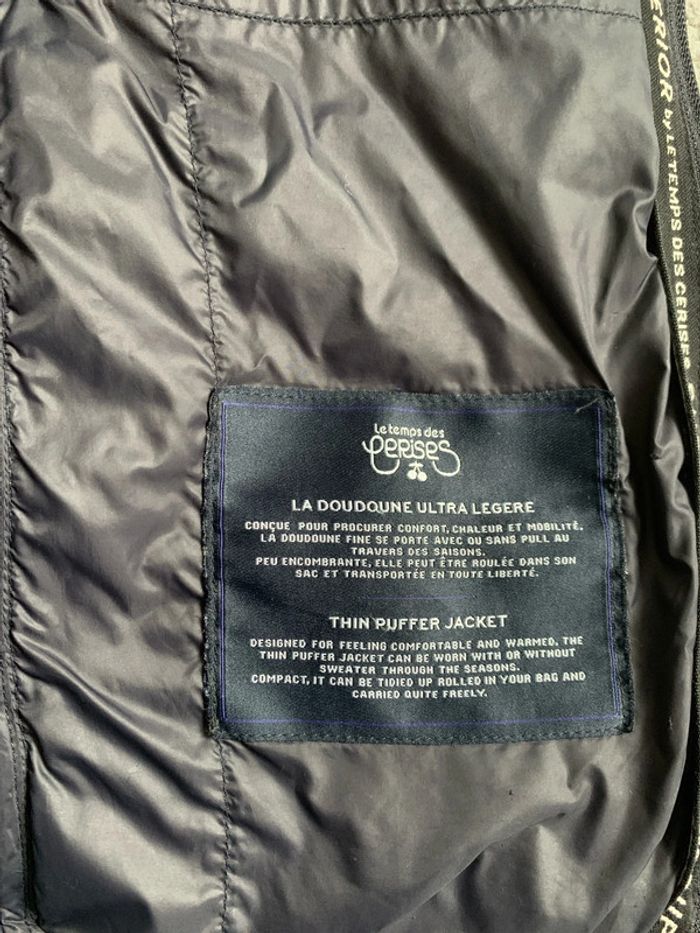 Le temps des
CERISES
LA DOUDOUNE ULTRA LEGERE
CONÇUE POUR PROCURER CONFORT, CHALEUR ET MOBILITÉ.
LA DOUDOUNE FINE SE PORTE AVEC OU SANS PULL AU
TRAVERS DES SAISONS.
PEU ENCOMBRANTE, ELLE PEUT ÊTRE ROULÉE DANS SON
SAC ET TRANSPORTÉE EN TOUTE LIBERTÉ.
THIN PUFFER JACKET
DESIGNED FOR FEELING COMFORTABLE AND WARMED, THE
THIN PUFFER JACKET CAN BE WORN WITH OR WITHOUT
SWEATER THROUGH THE SEASONS.
COMPACT, IT CAN BE TIDIED UP ROLLED IN YOUR BAG AND
CARRIED QUITE FREELY.
ERIOR by LE TEMPS DES CERISES